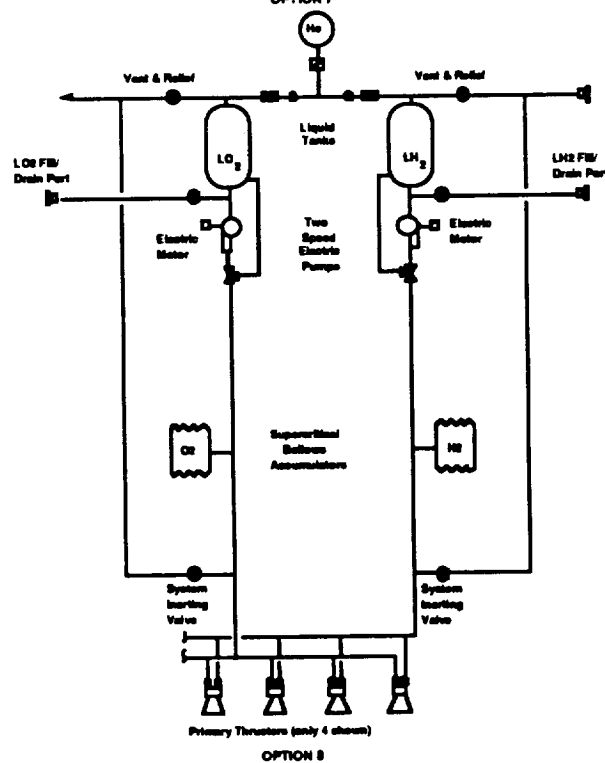 OPTION 7
He
Vent & Relief
Vent & Relief
Liquid
Tanks
LO2
LH2
LO2 Fill/
Drain Port
LH2 Fill/
Drain Port
Electric
Motor
Two
Speed
Electric
Pumps
Electric
Motor
O2
Supercritical
Bellows
Accumulators
H2
System
Inerting
Valve
System
Inerting
Valve
Primary Thrusters (only 4 shown)
OPTION 8